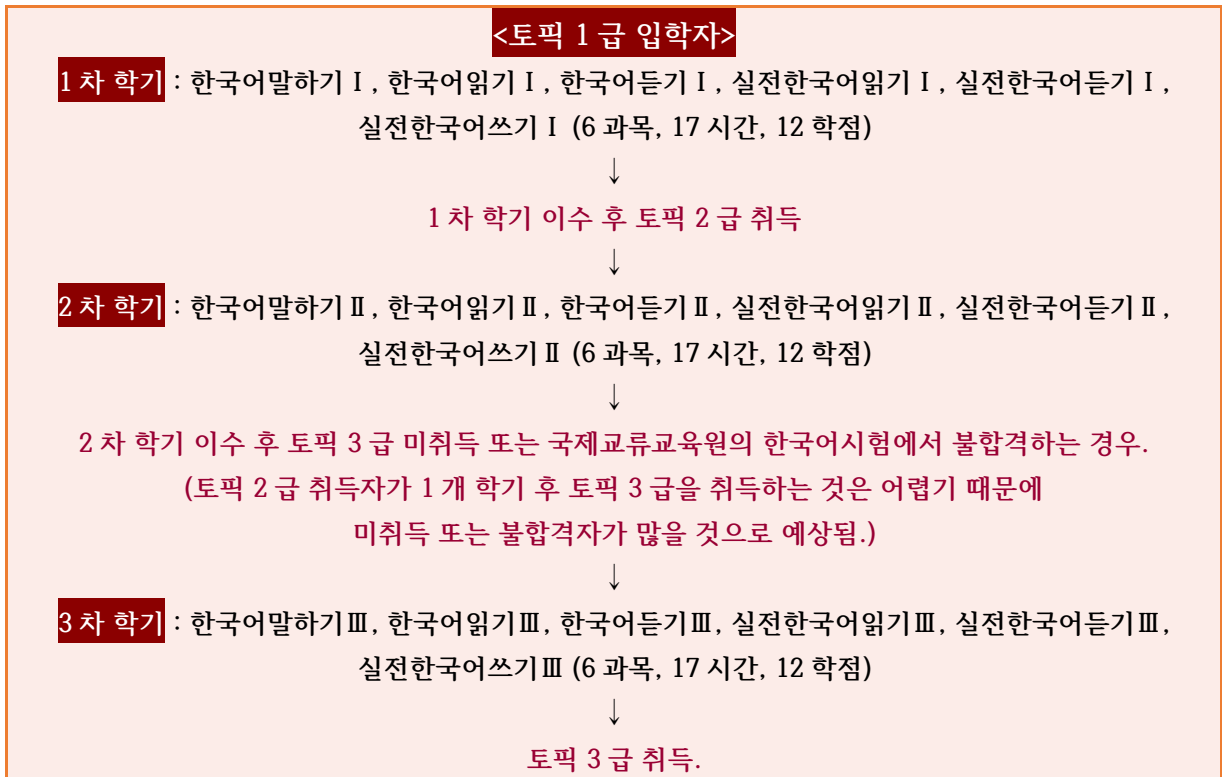 <토픽 1급 입학자>
1차 학기 : 한국어말하기Ⅰ, 한국어읽기Ⅰ, 한국어듣기Ⅰ, 실전한국어읽기Ⅰ, 실전한국어듣기Ⅰ,
실전한국어쓰기Ⅰ (6과목, 17시간, 12학점)
↓
1차 학기 이수 후 토픽 2급 취득
↓
2차 학기 : 한국어말하기Ⅱ, 한국어읽기Ⅱ, 한국어듣기Ⅱ, 실전한국어읽기Ⅱ, 실전한국어듣기Ⅱ,
실전한국어쓰기Ⅱ (6과목, 17시간, 12학점)
↓
2차 학기 이수 후 토픽 3급 미취득 또는 국제교류교육원의 한국어시험에서 불합격하는 경우.
(토픽 2급 취득자가 1개 학기 후 토픽 3급을 취득하는 것은 어렵기 때문에
미취득 또는 불합격자가 많을 것으로 예상됨.)
↓
3차 학기 : 한국어말하기Ⅲ, 한국어읽기Ⅲ, 한국어듣기Ⅲ, 실전한국어읽기Ⅲ, 실전한국어듣기Ⅲ,
실전한국어쓰기Ⅲ (6과목, 17시간, 12학점)
↓
토픽 3급 취득.